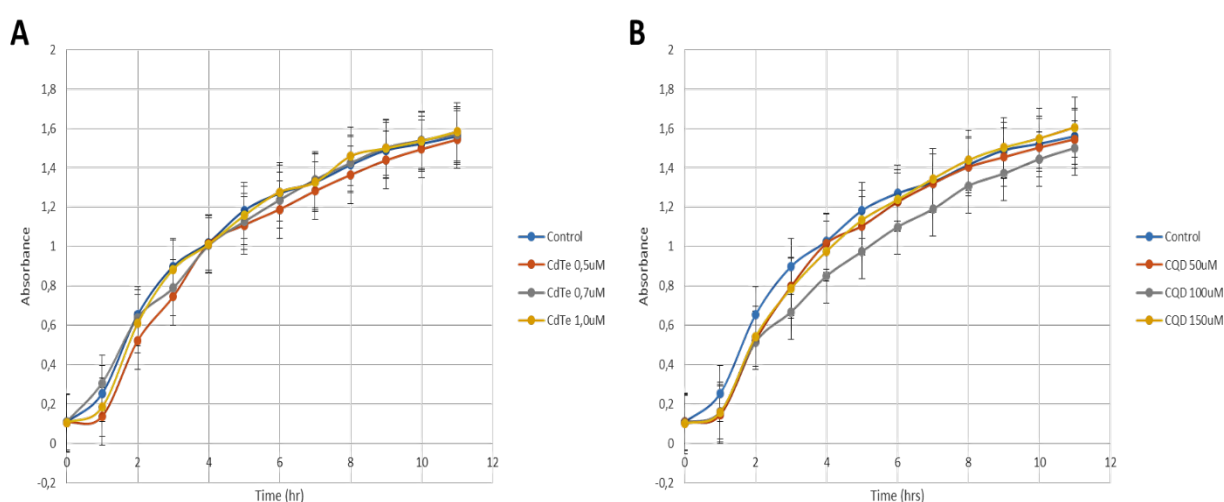 A
2
1,8
1,6
1,4
1,2
1
0,8
0,6
0,4
0,2
0
-0,2
Absorbance
0 2 4 6 8 10 12
Time (hr)
Control
CdTe 0,5uM
CdTe 0,7uM
CdTe 1,0uM
B
2
1,8
1,6
1,4
1,2
1
0,8
0,6
0,4
0,2
0
-0,2
Absorbance
0 2 4 6 8 10 12
Time (hrs)
Control
CQD 50uM
CQD 100uM
CQD 150uM